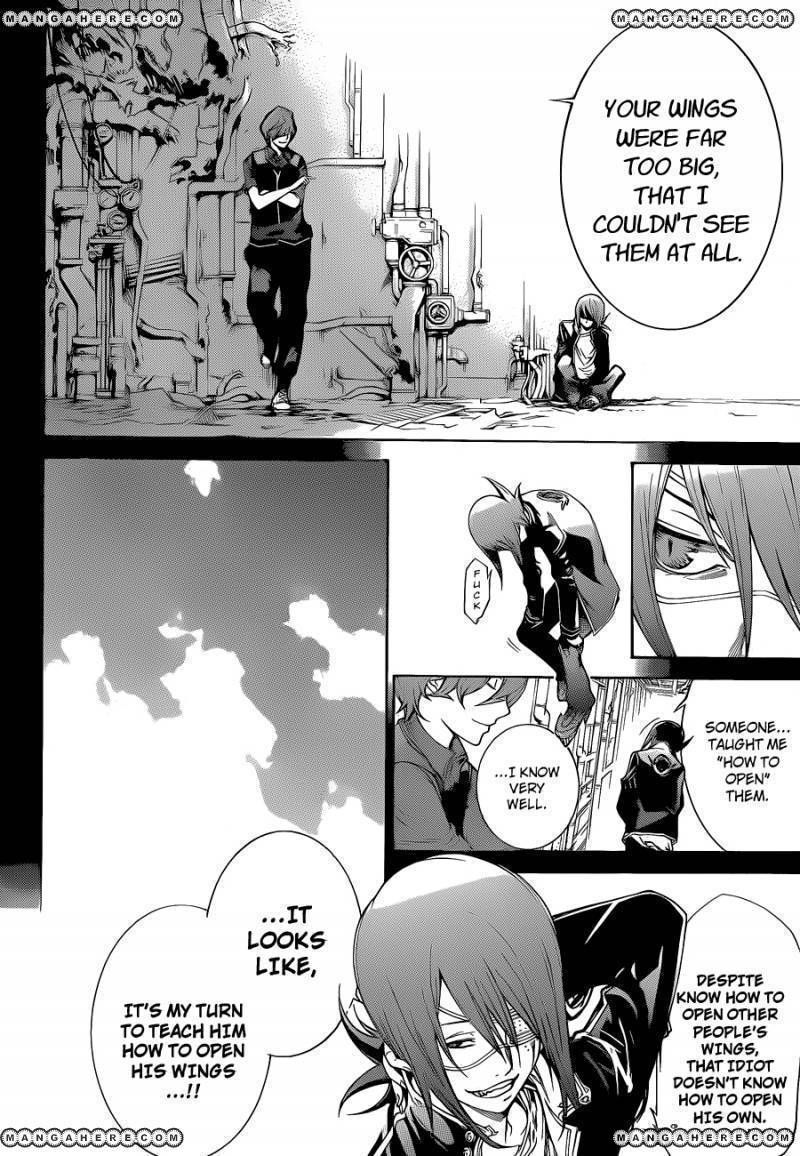 MANGAHERE.COM
MANGAHERE.COM
YOUR WINGS
WERE FAR
TOO BIG,
THAT I
COULDN'T SEE
THEM AT ALL.
FUCK
SOMEONE...
TAUGHT ME
"HOW TO
OPEN"
THEM.
...I KNOW
VERY
WELL.
DESPITE
KNOW HOW TO
OPEN OTHER
PEOPLE'S
WINGS,
THAT IDIOT
DOESN'T KNOW
HOW TO OPEN
HIS OWN.
...IT
LOOKS
LIKE,
IT'S MY TURN
TO TEACH HIM
HOW TO OPEN
HIS WINGS
...!!
MANGAHERE.COM
MANGAHERE.COM